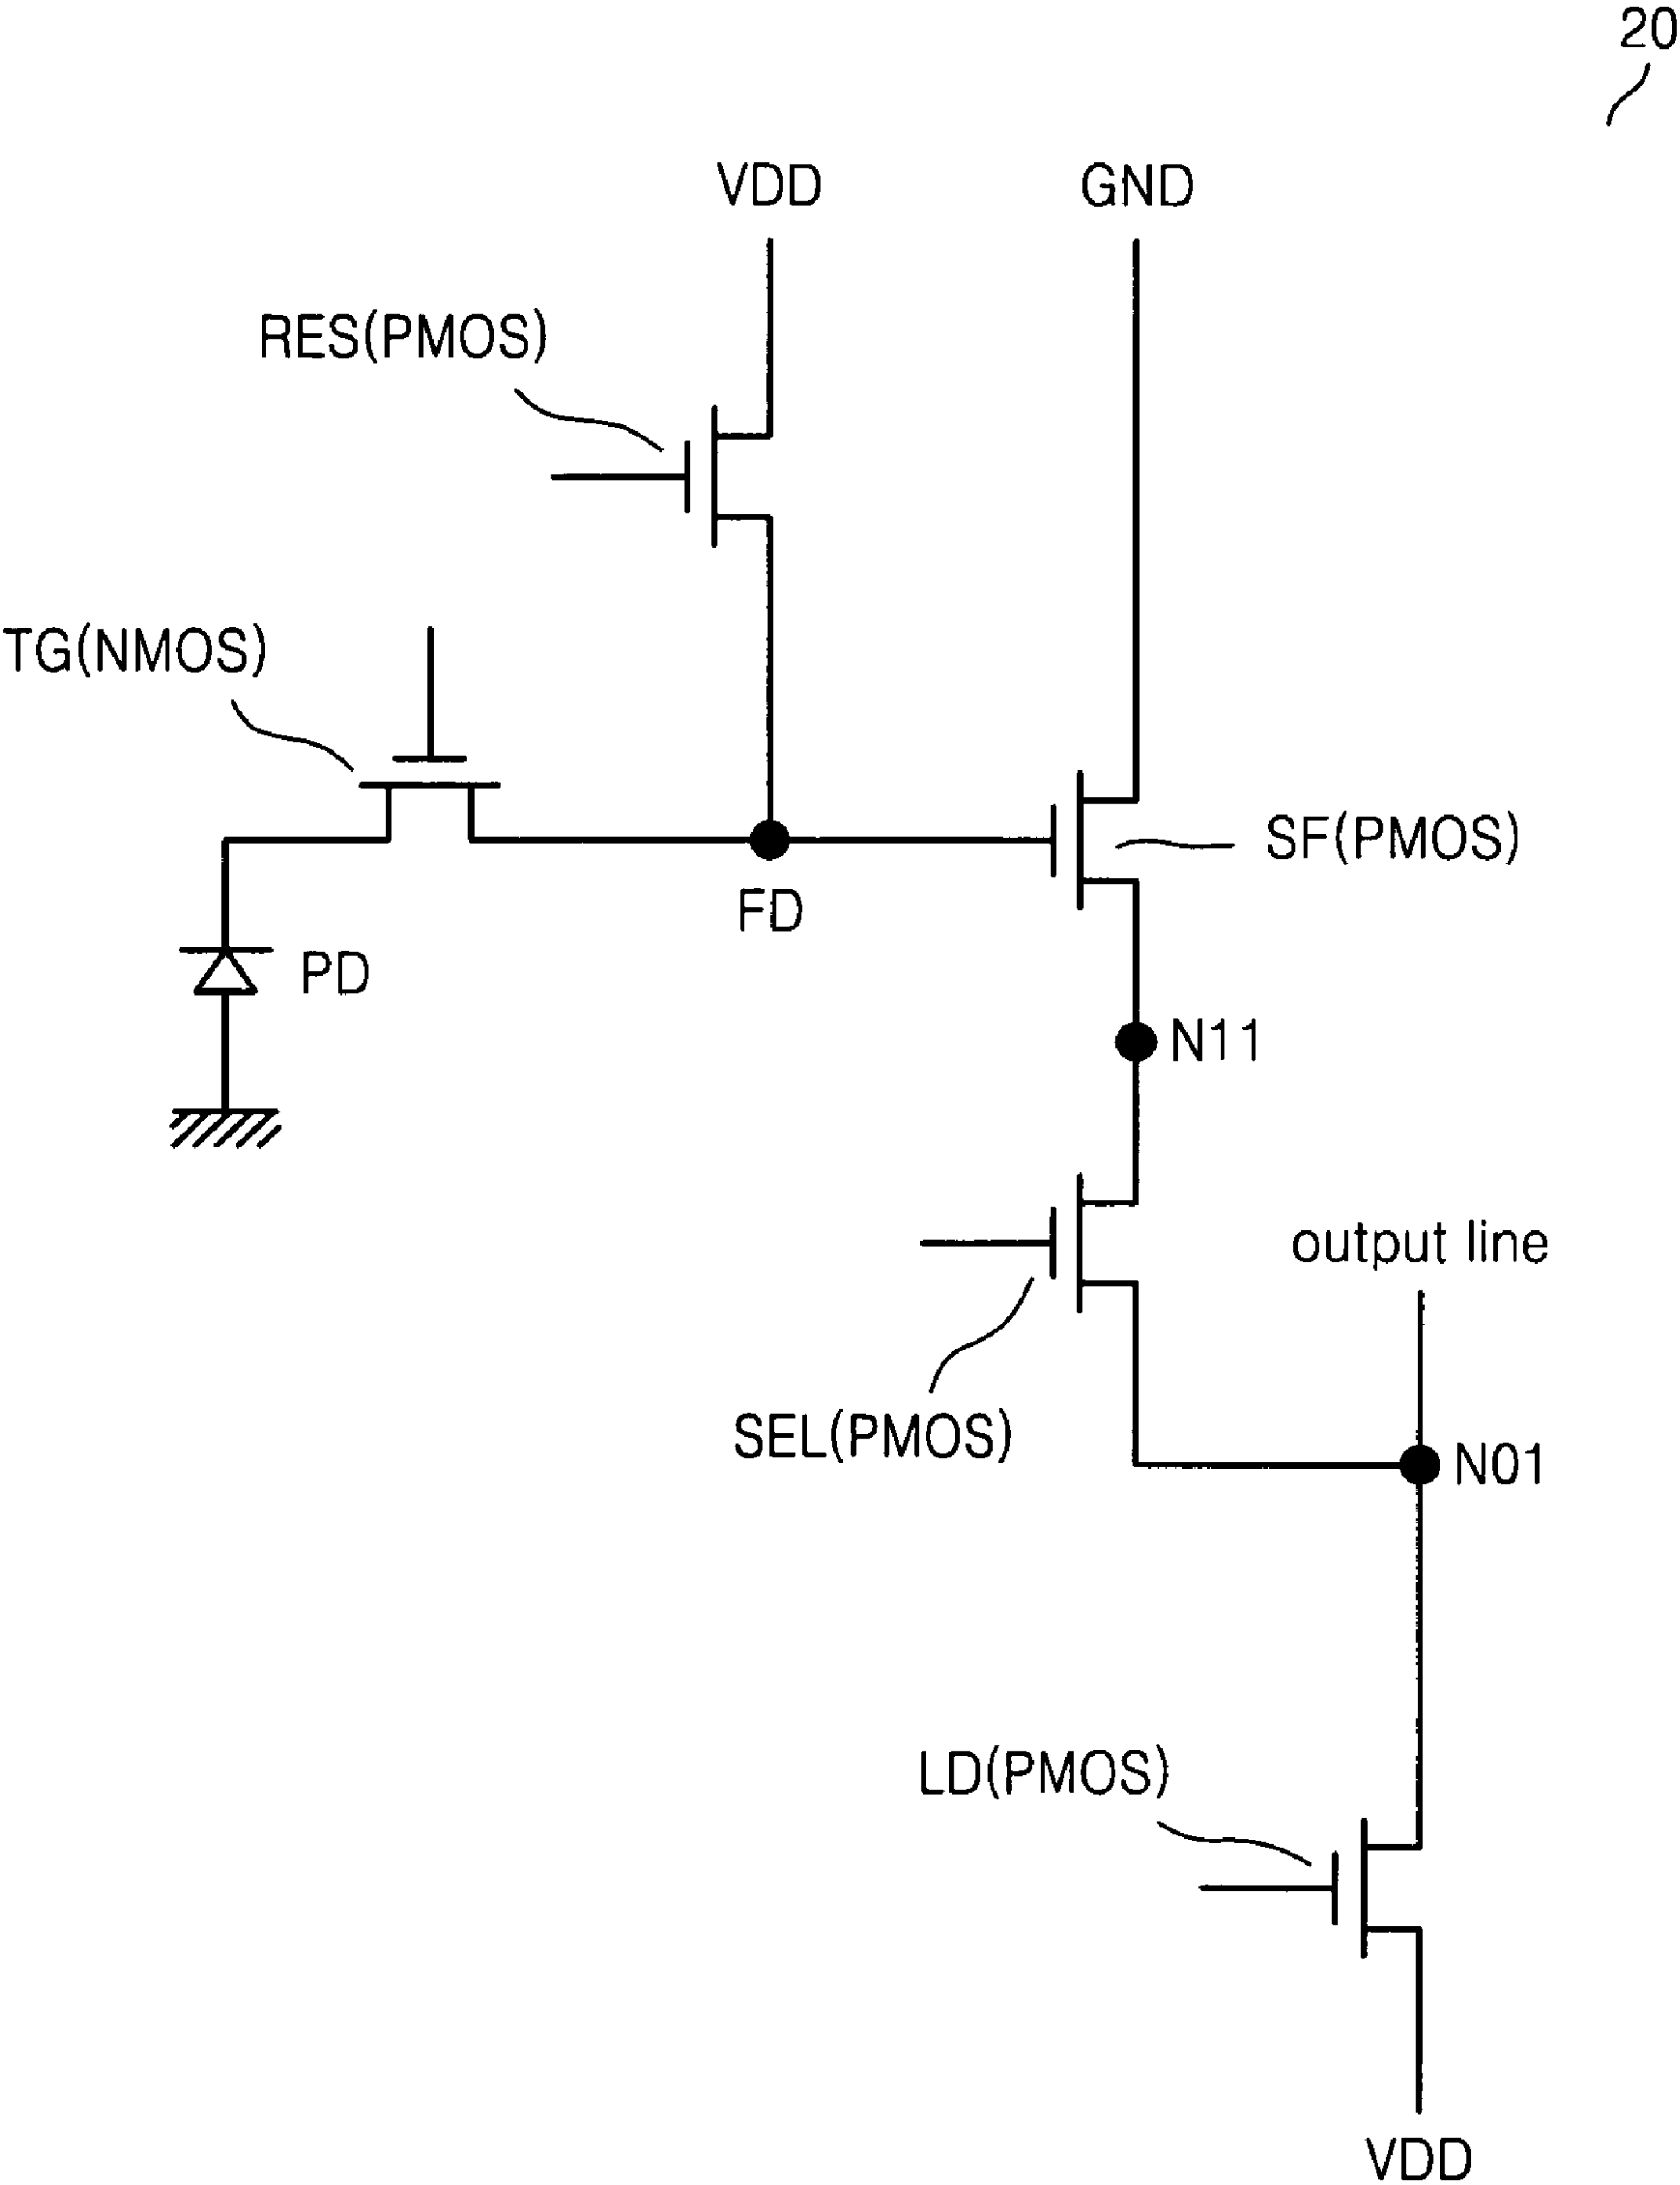 20
VDD
GND
RES(PMOS)
TG(NMOS)
SF(PMOS)
FD
PD
N11
output line
SEL(PMOS)
N01
LD(PMOS)
VDD